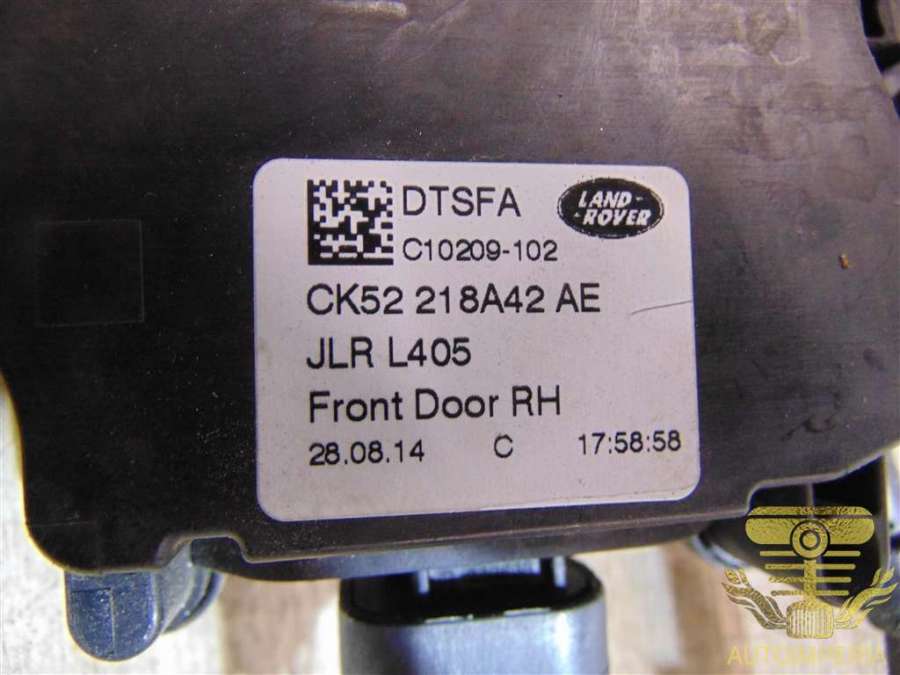 DTSFA
LAND-
-ROVER
C10209-102
CK52 218A42 AE
JLR L405
Front Door RH
28.08.14 C 17:58:58